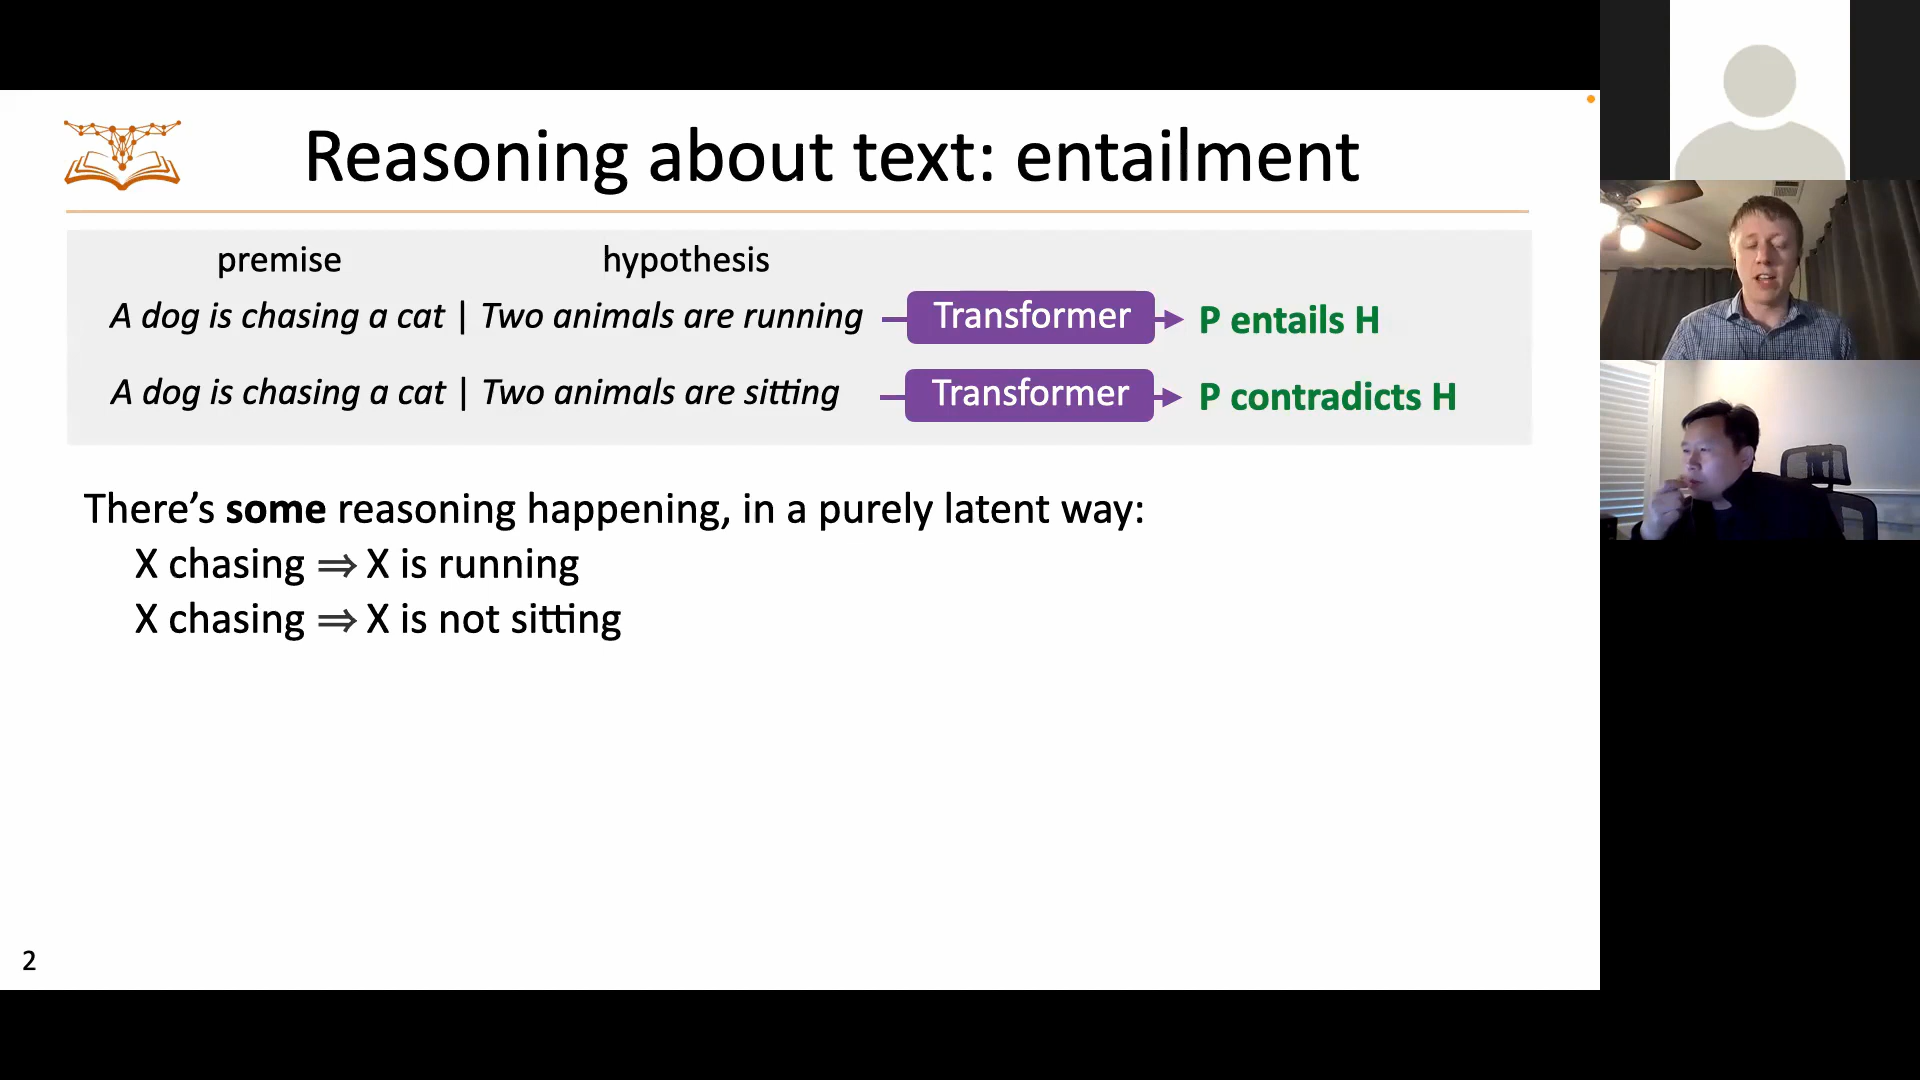 Reasoning about text: entailment
premise hypothesis
A dog is chasing a cat | Two animals are running Transformer P entails H
A dog is chasing a cat | Two animals are sitting Transformer P contradicts H
There’s some reasoning happening, in a purely latent way:
X chasing ⇒ X is running
X chasing ⇒ X is not sitting
2